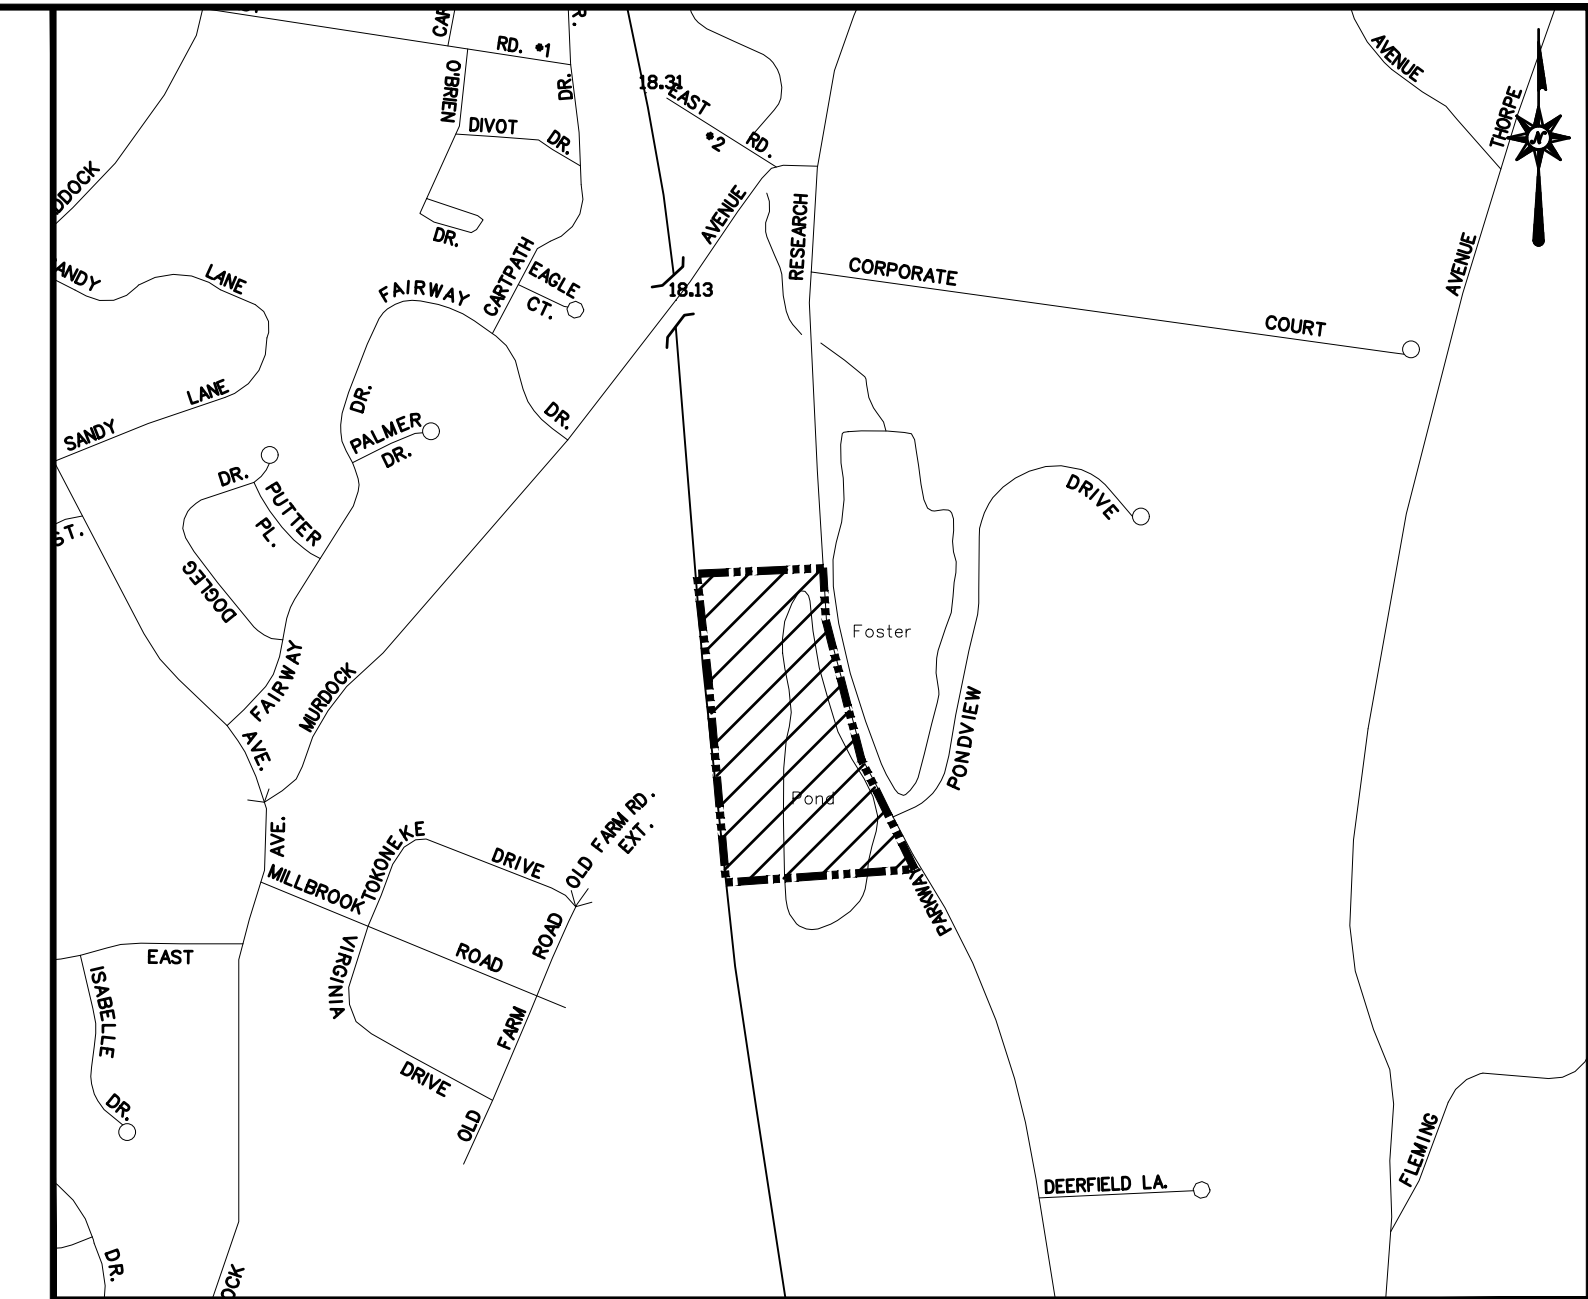 RD. #1
DR.
O'BRIEN
DR.
18.31
EAST
#2
RD.
DIVOT
DR.
AVENUE
THORPE
N
AVENUE
DR.
AVENUE
RESEARCH
CORPORATE
COURT
LANE
FAIRWAY
CARTPATH
EAGLE
CT.
18.13
DR.
LANE
SANDY
PALMER
DR.
DR.
DR.
PUTTER
PL.
ST.
DOGLEG
DRIVE
Foster
FAIRWAY
MURDOCK
AVE.
PONDVIEW
Pond
AVE.
TOKONEKE
DRIVE
OLD FARM RD.
EXT.
MILLBROOK
PARKWAY
EAST
VIRGINIA
ROAD
ROAD
ISABELLE
DR.
FARM
DRIVE
OLD
FLEMING
DEERFIELD LA.
DR.